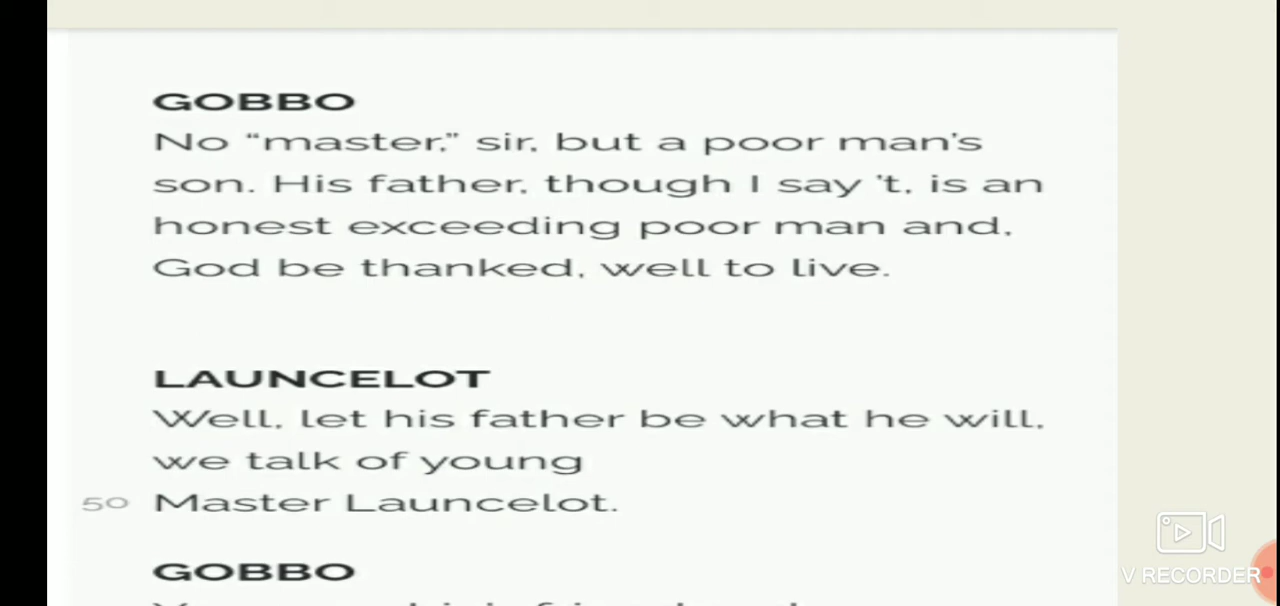 GOBBO
No “master,” sir, but a poor man’s
son. His father, though I say ’t, is an
honest exceeding poor man and,
God be thanked, well to live.
LAUNCELOT
Well, let his father be what he will,
we talk of young
50 Master Launcelot.
GOBBO
V RECORDER